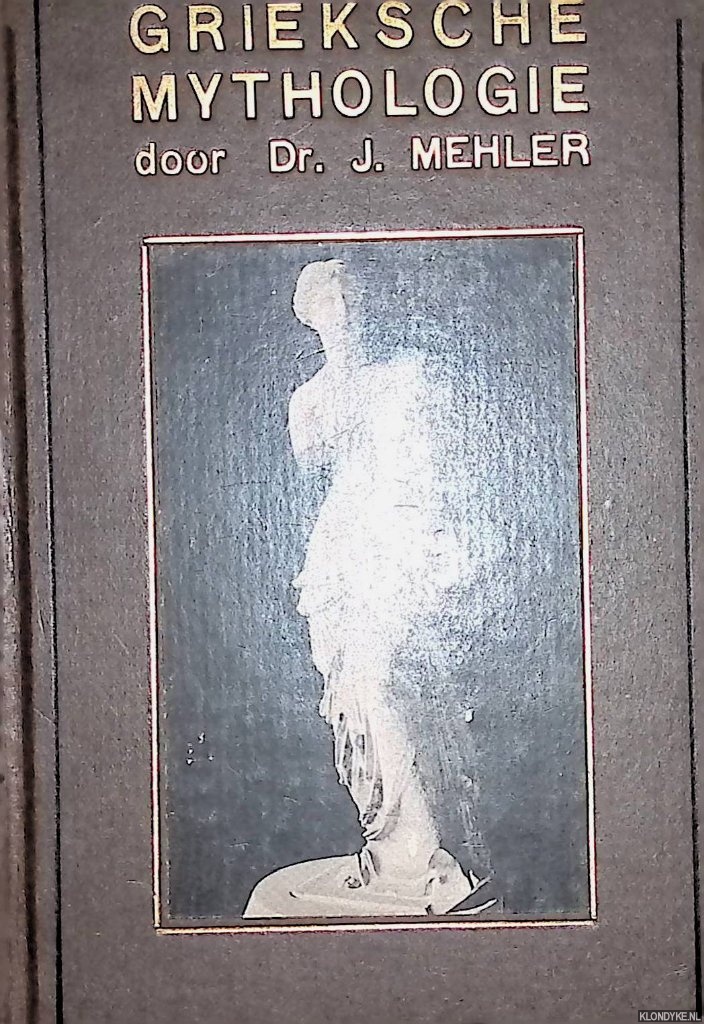 GRIEKSCHE
MYTHOLOGIE
door Dr. J. MEHLER
KLONDYKE.NL